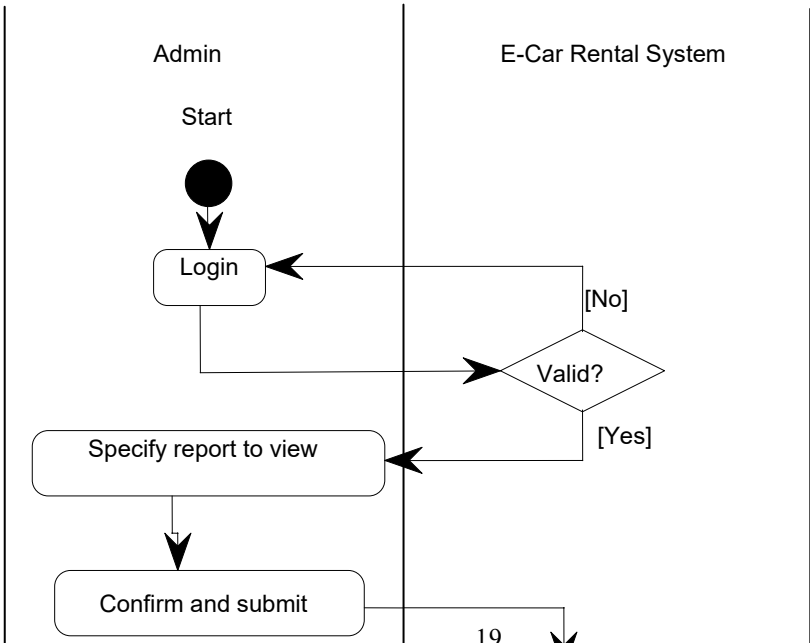 Admin
E-Car Rental System
Start
Login
[No]
Valid?
[Yes]
Specify report to view
Confirm and submit
19